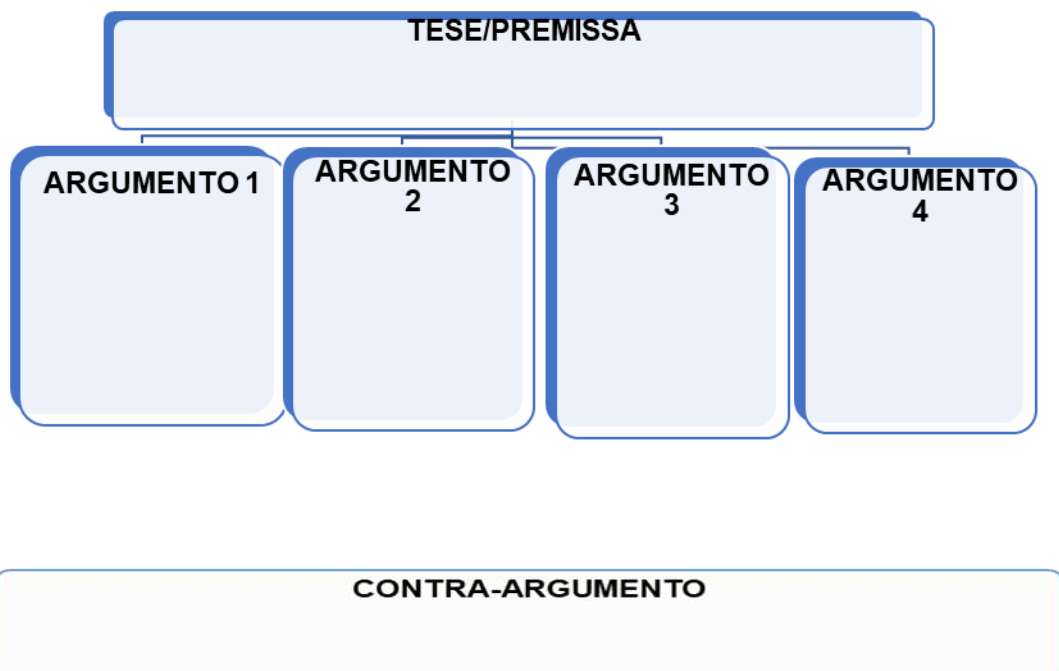 TESE/PREMISSA
ARGUMENTO 1
ARGUMENTO
2
ARGUMENTO
3
ARGUMENTO
4
CONTRA-ARGUMENTO